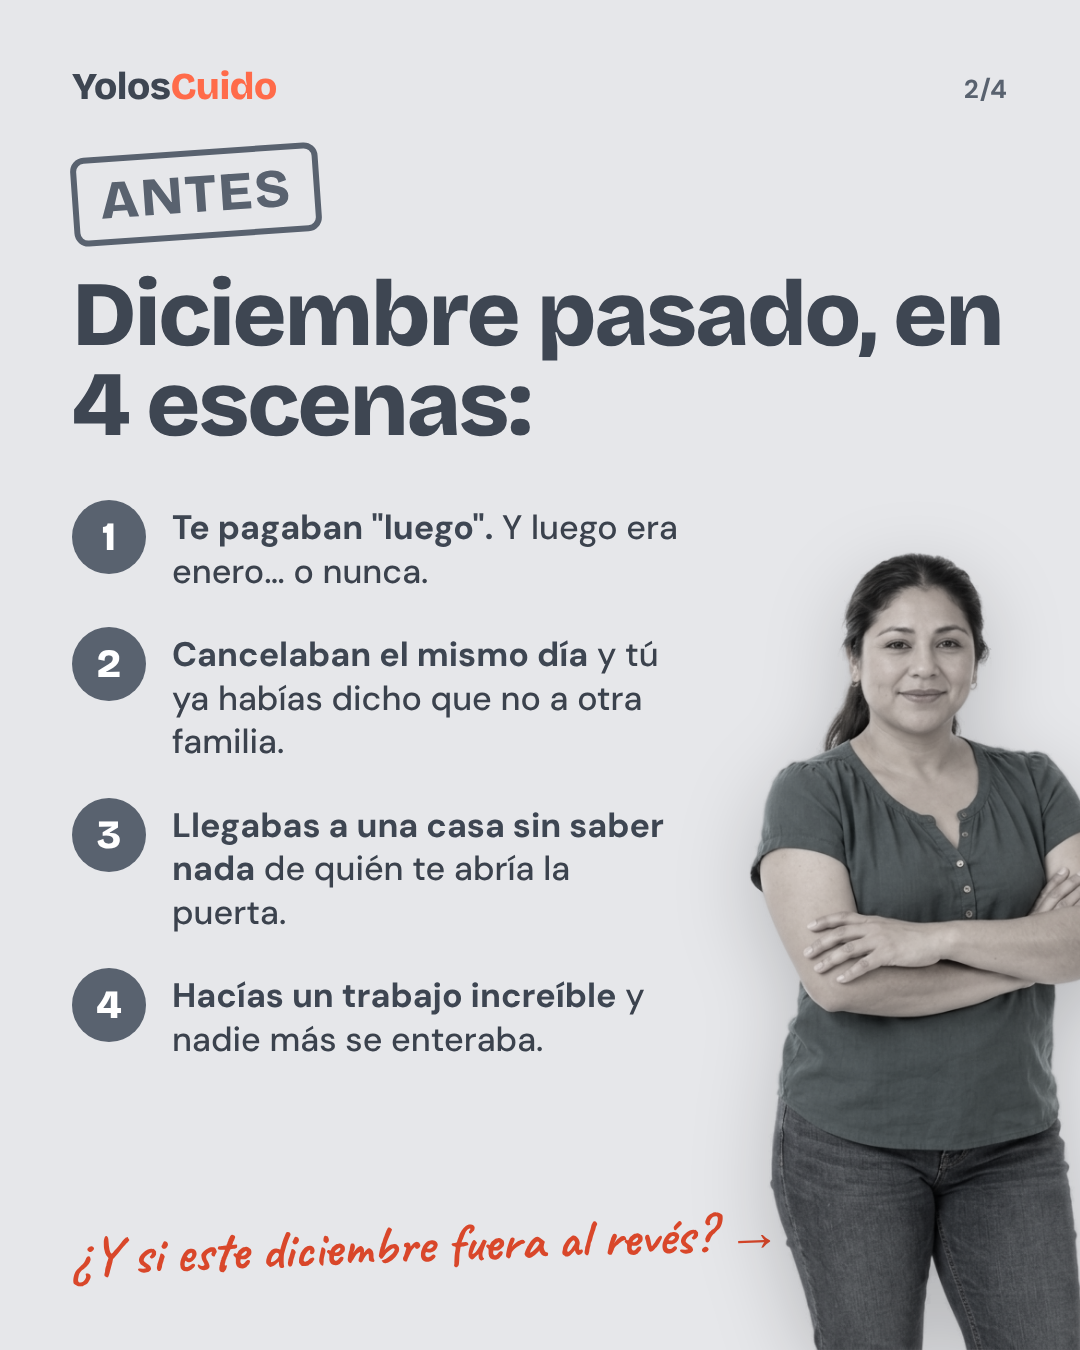 YolosCuido
2/4
ANTES
Diciembre pasado, en
4 escenas:
1
Te pagaban "luego". Y luego era
enero... o nunca.
2
Cancelaban el mismo día y tú
ya habías dicho que no a otra
familia.
3
Llegabas a una casa sin saber
nada de quién te abría la
puerta.
4
Hacías un trabajo increíble y
nadie más se enteraba.
¿Y si este diciembre fuera al revés? →